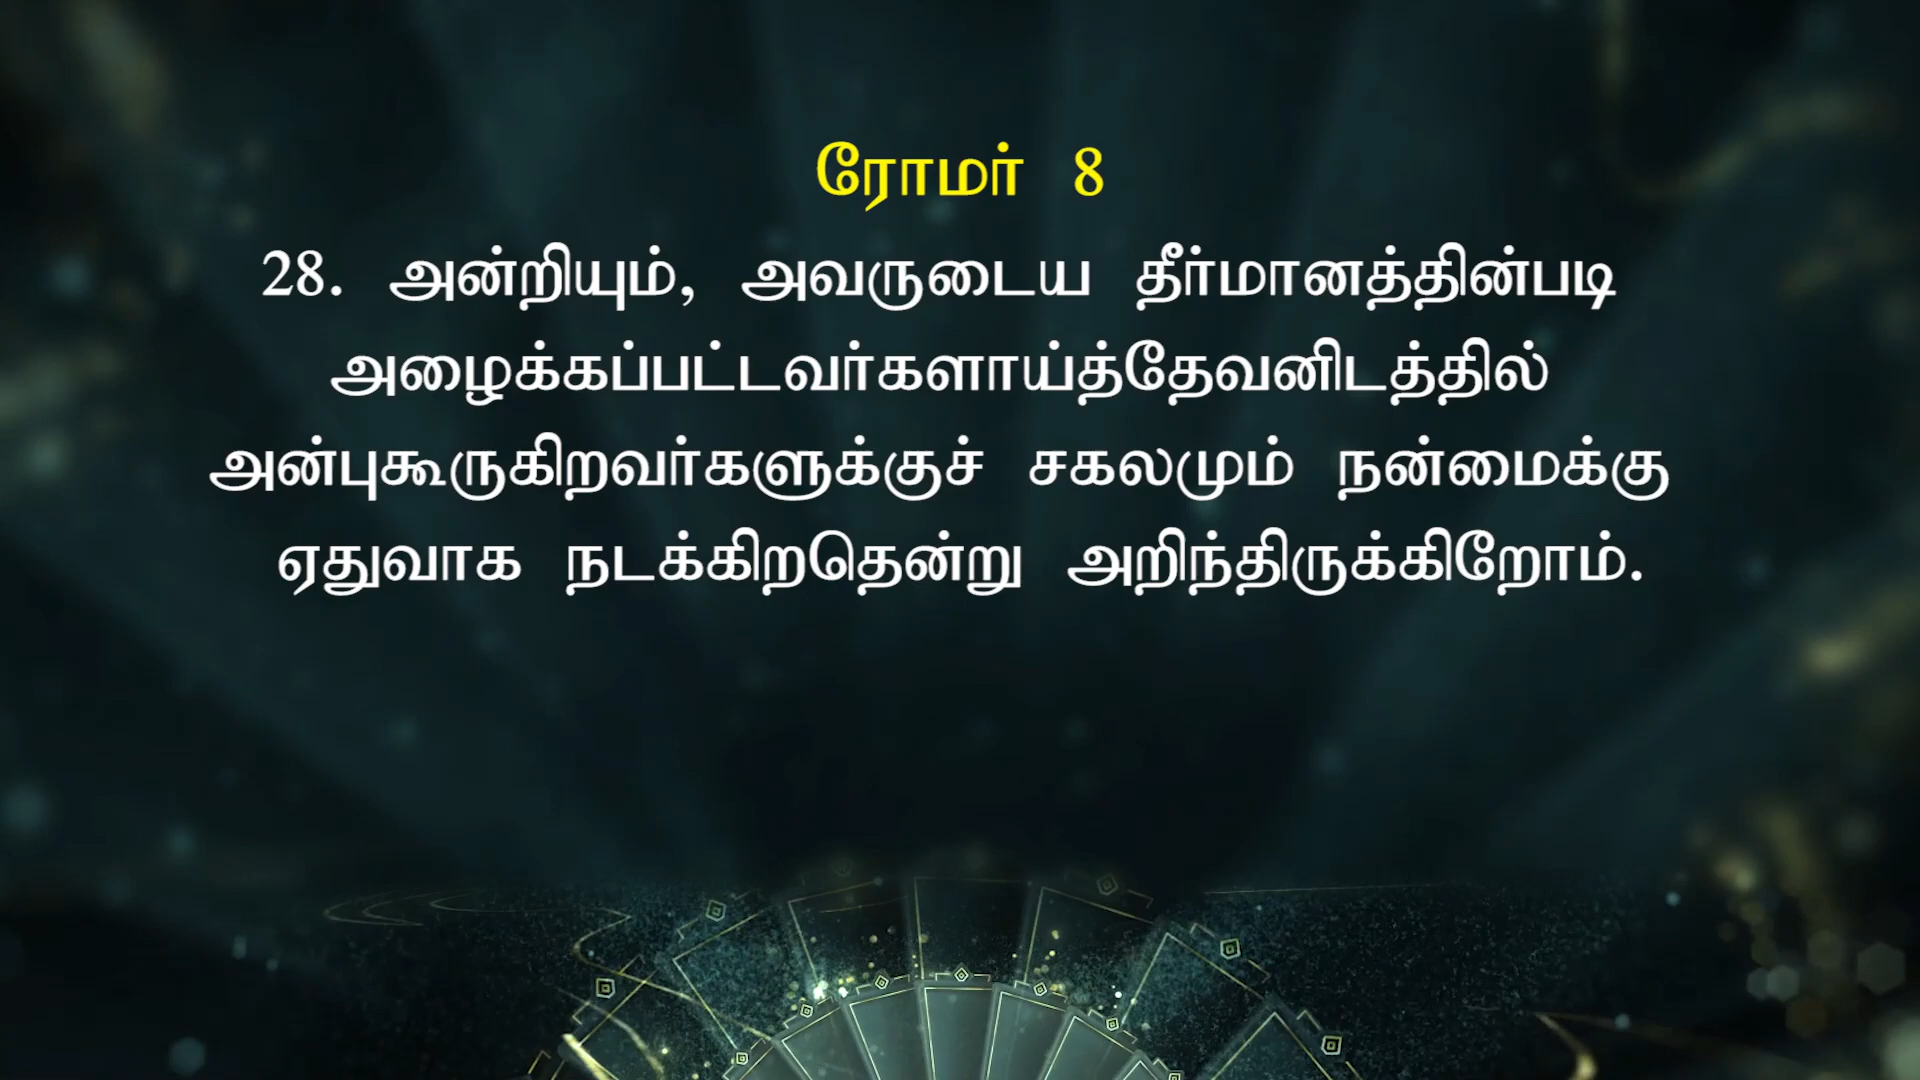 ரோமர் 8
28. அன்றியும், அவருடைய தீர்மானத்தின்படி
அழைக்கப்பட்டவர்களாய்த்தேவனிடத்தில்
அன்புகூருகிறவர்களுக்குச் சகலமும் நன்மைக்கு
ஏதுவாக நடக்கிறதென்று அறிந்திருக்கிறோம்.